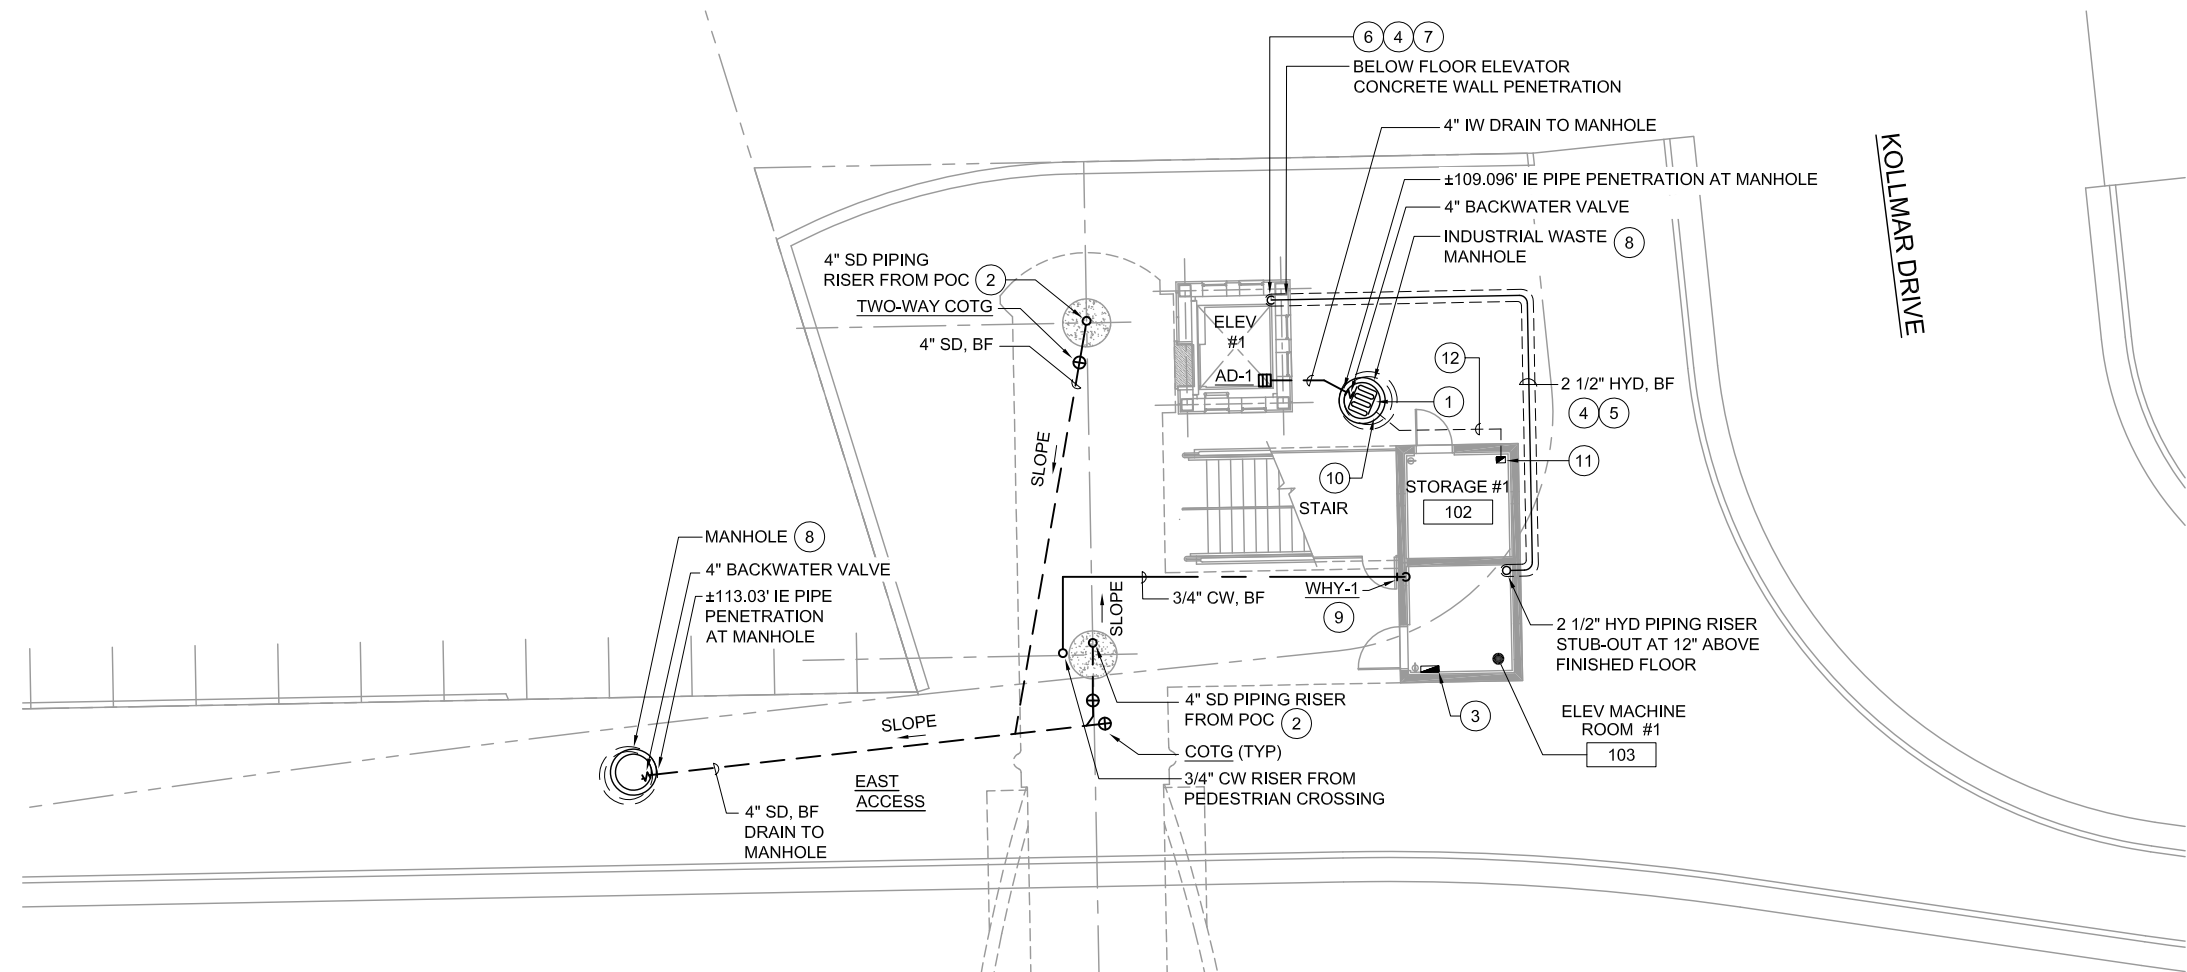 6 4 7
BELOW FLOOR ELEVATOR
CONCRETE WALL PENETRATION
4" IW DRAIN TO MANHOLE
±109.096' IE PIPE PENETRATION AT MANHOLE
4" BACKWATER VALVE
INDUSTRIAL WASTE 8
MANHOLE
KOLLMAR DRIVE
4" SD PIPING
RISER FROM POC 2
TWO-WAY COTG
4" SD, BF
ELEV
#1
AD-1
12
2 1/2" HYD, BF
4 5
1
SLOPE
10
11
STORAGE #1
102
STAIR
MANHOLE 8
4" BACKWATER VALVE
±113.03' IE PIPE
PENETRATION
AT MANHOLE
3/4" CW, BF
SLOPE
WHY-1
9
2 1/2" HYD PIPING RISER
STUB-OUT AT 12" ABOVE
FINISHED FLOOR
4" SD PIPING RISER
FROM POC 2
3
ELEV MACHINE
ROOM #1
103
SLOPE
COTG (TYP)
3/4" CW RISER FROM
PEDESTRIAN CROSSING
EAST
ACCESS
4" SD, BF
DRAIN TO
MANHOLE